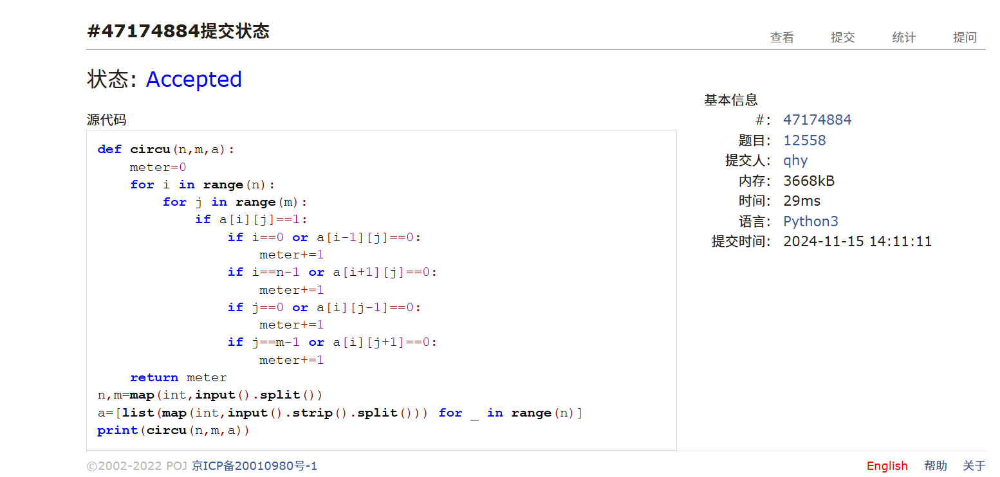 #47174884提交状态
查看 提交 统计 提问
状态: Accepted
源代码
def circu(n,m,a):
    meter=0
    for i in range(n):
        for j in range(m):
            if a[i][j]==1:
                if i==0 or a[i-1][j]==0:
                    meter+=1
                if i==n-1 or a[i+1][j]==0:
                    meter+=1
                if j==0 or a[i][j-1]==0:
                    meter+=1
                if j==m-1 or a[i][j+1]==0:
                    meter+=1
    return meter
n,m=map(int,input().split())
a=[list(map(int,input().strip().split())) for _ in range(n)]
print(circu(n,m,a))
基本信息
#: 47174884
题目: 12558
提交人: qhy
内存: 3668kB
时间: 29ms
语言: Python3
提交时间: 2024-11-15 14:11:11
©2002-2022 POJ 京ICP备20010980号-1
English 帮助 关于